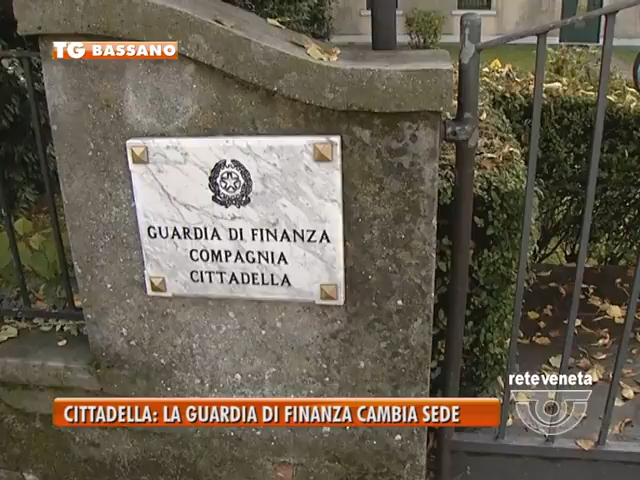 TG BASSANO
GUARDIA DI FINANZA
COMPAGNIA
CITTADELLA
reteveneta
CITTADELLA: LA GUARDIA DI FINANZA CAMBIA SEDE